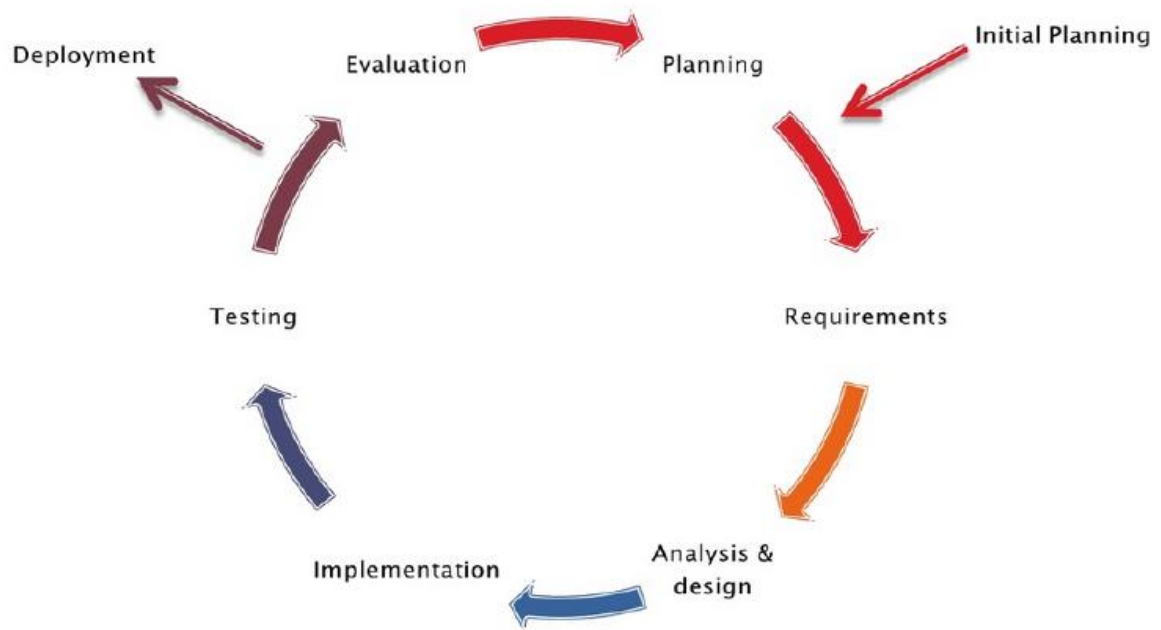 Deployment
Evaluation
Planning
Initial Planning
Testing
Requirements
Implementation
Analysis &
design